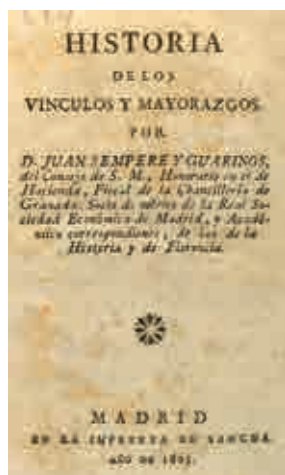 HISTORIA
DE LOS
VINCULOS Y MAYORAZGOS.
POR
D. JUAN SEMPERE Y GUARINOS,
del Consejo de S. M., Honorario en el de
Hacienda, Fiscal de la Chancillería de
Granada, Socio de mérito de la Real So-
ciedad Económica de Madrid, y Acadé-
mico correspondiente, de las de la
Historia y de Florencia.
MADRID
EN LA IMPRENTA DE SANCHA
AÑO DE 1805.